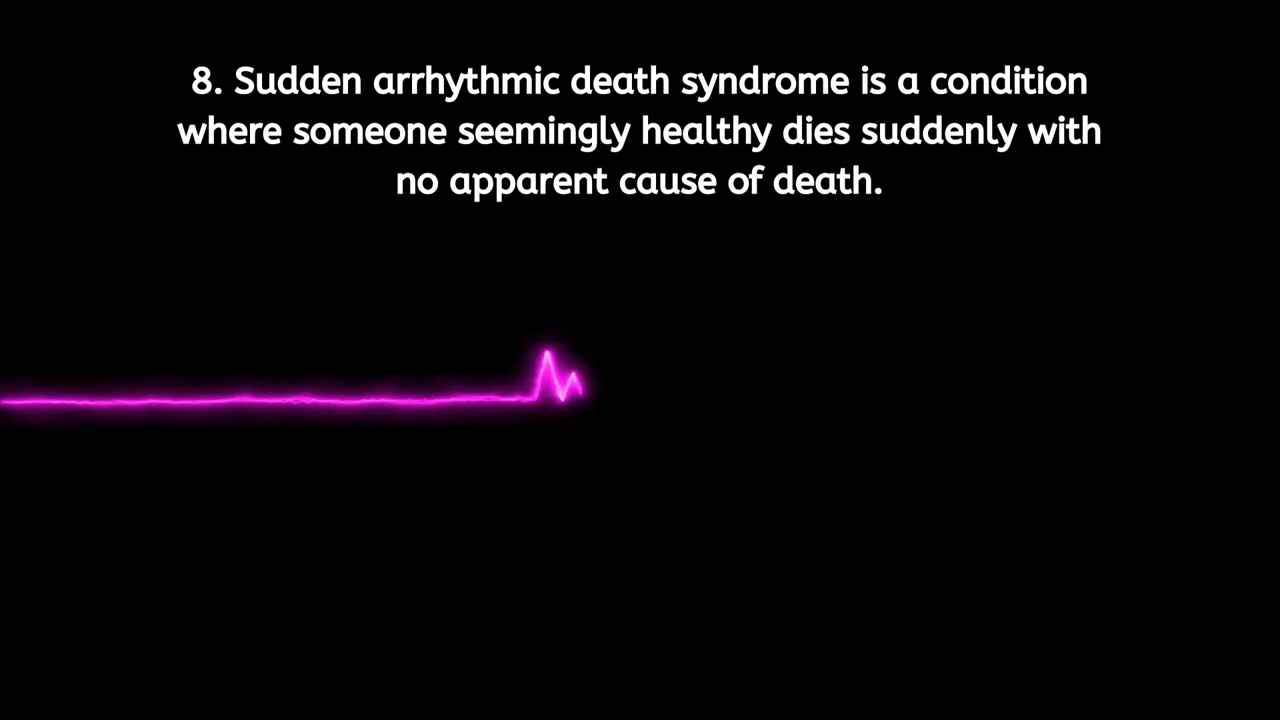 8. Sudden arrhythmic death syndrome is a condition
where someone seemingly healthy dies suddenly with
no apparent cause of death.